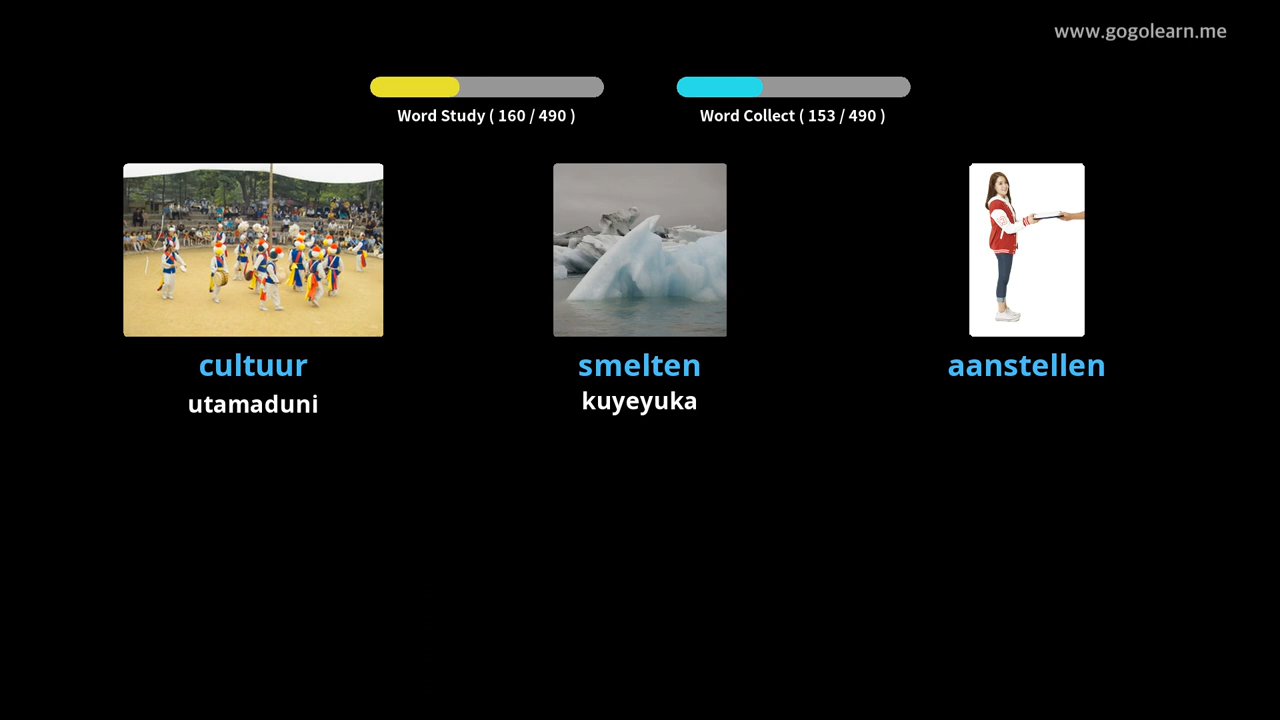 www.gogolearn.me
Word Study ( 160 / 490 )
Word Collect ( 153 / 490 )
cultuur
utamaduni
smelten
kuyeyuka
aanstellen